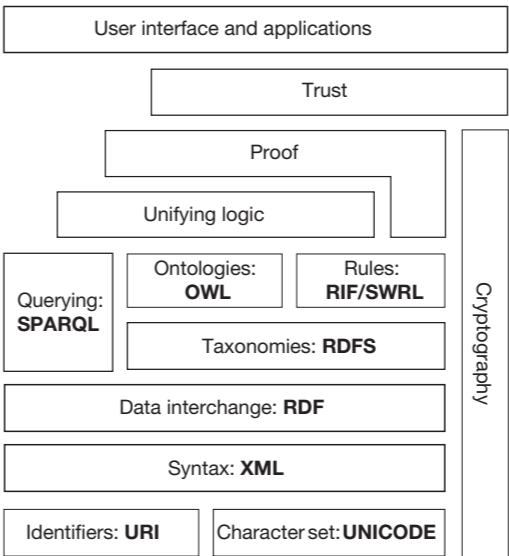 User interface and applications
Trust
Proof
Unifying logic
Querying:
SPARQL
Ontologies:
OWL
Rules:
RIF/SWRL
Taxonomies: RDFS
Cryptography
Data interchange: RDF
Syntax: XML
Identifiers: URI
Character set: UNICODE